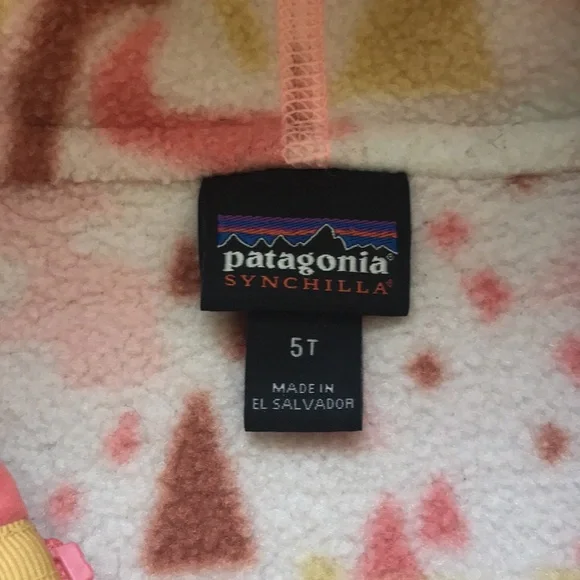 patagonia®
SYNCHILLA®
5T
MADE IN
EL SALVADOR